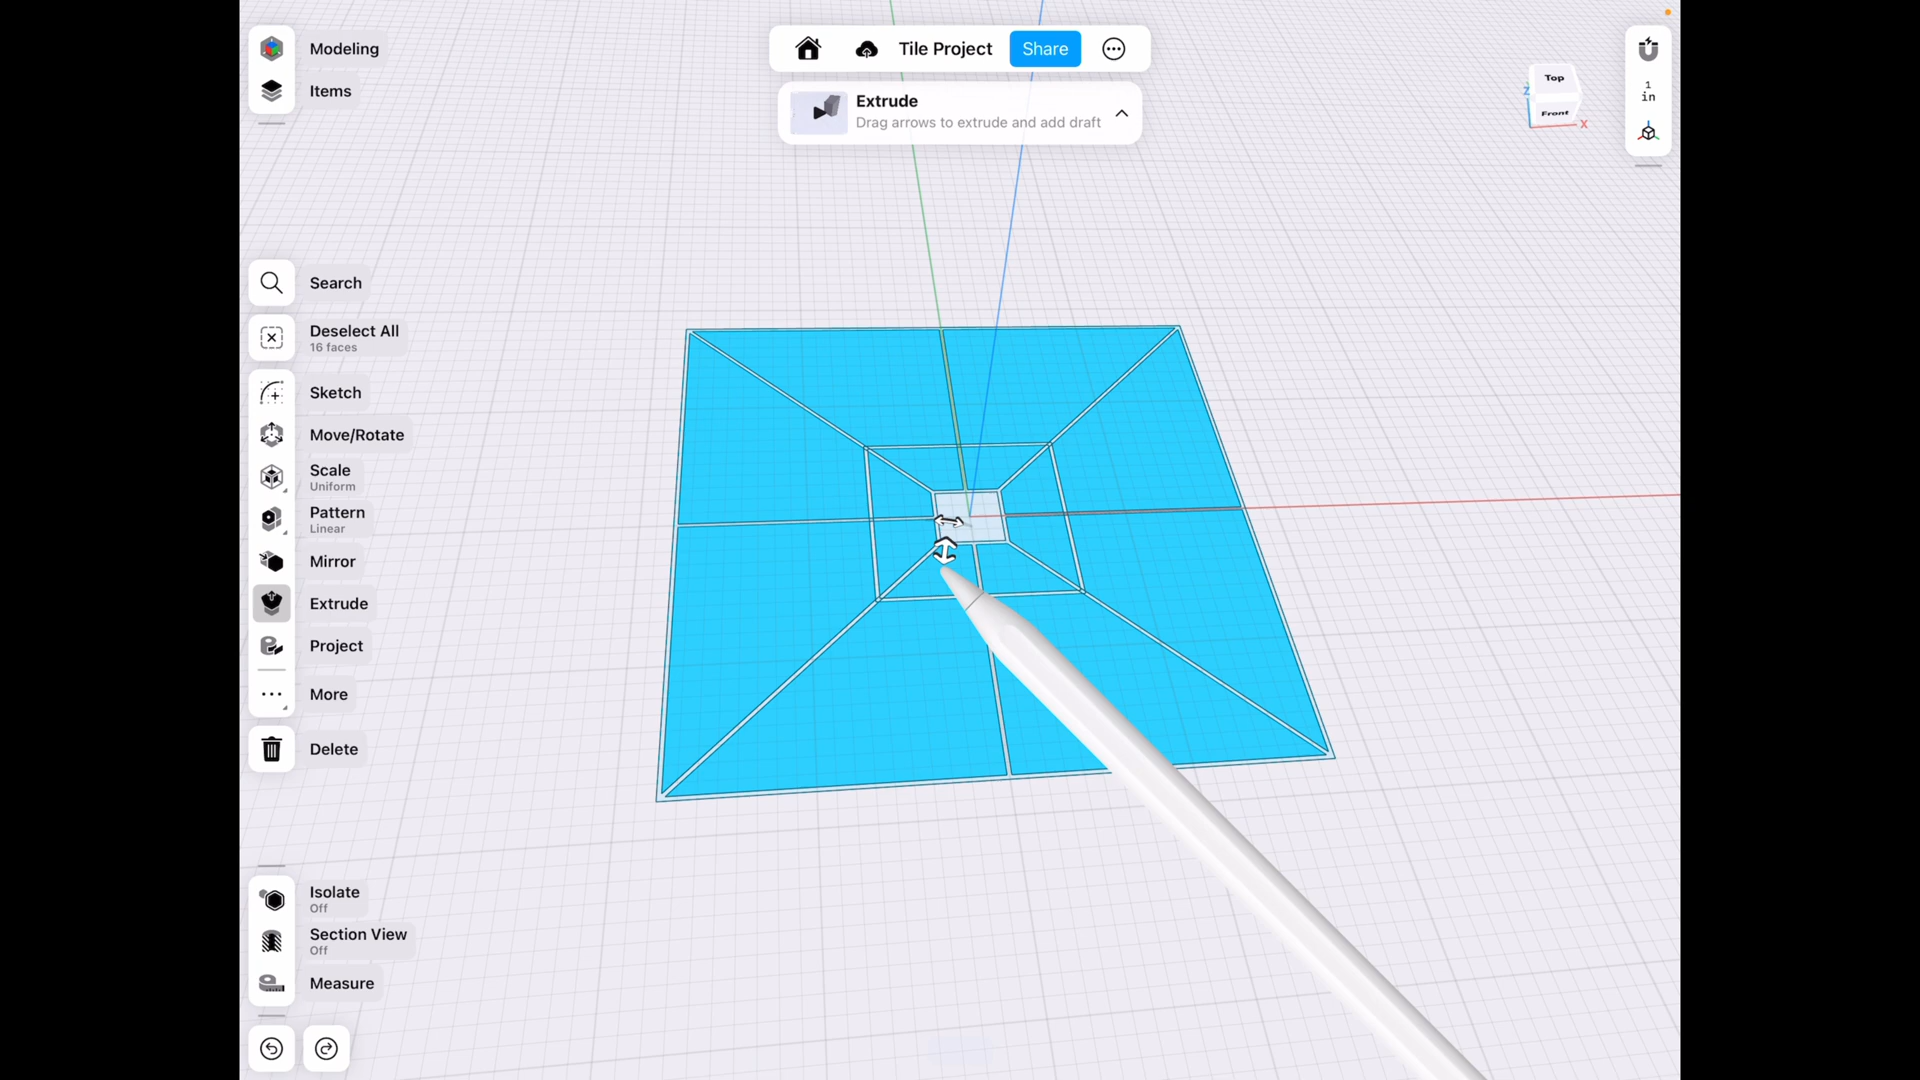 Modeling
Items
Tile Project
Share
Extrude
Drag arrows to extrude and add draft
Top
Front
Z
X
1
in
Search
Deselect All
16 faces
Sketch
Move/Rotate
Scale
Uniform
Pattern
Linear
Mirror
Extrude
Project
More
Delete
Isolate
Off
Section View
Off
Measure